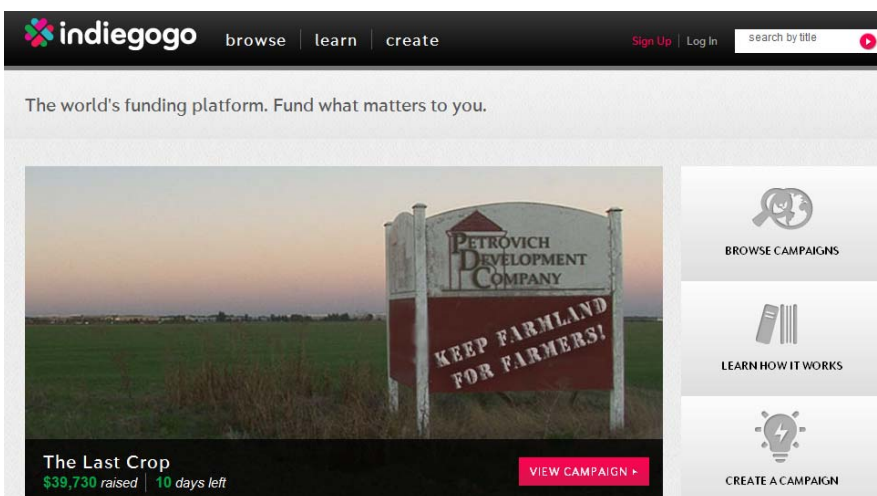 indiegogo browse learn create Sign Up Log In search by title
The world's funding platform. Fund what matters to you.
PETROVICH
DEVELOPMENT
COMPANY
KEEP FARMLAND
FOR FARMERS!
The Last Crop
$39,730 raised 10 days left
VIEW CAMPAIGN
BROWSE CAMPAIGNS
LEARN HOW IT WORKS
CREATE A CAMPAIGN